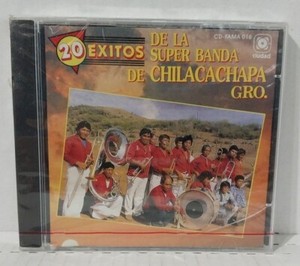 20 EXITOS
DE LA
SUPER BANDA
DE CHILACACHAPA
GRO.